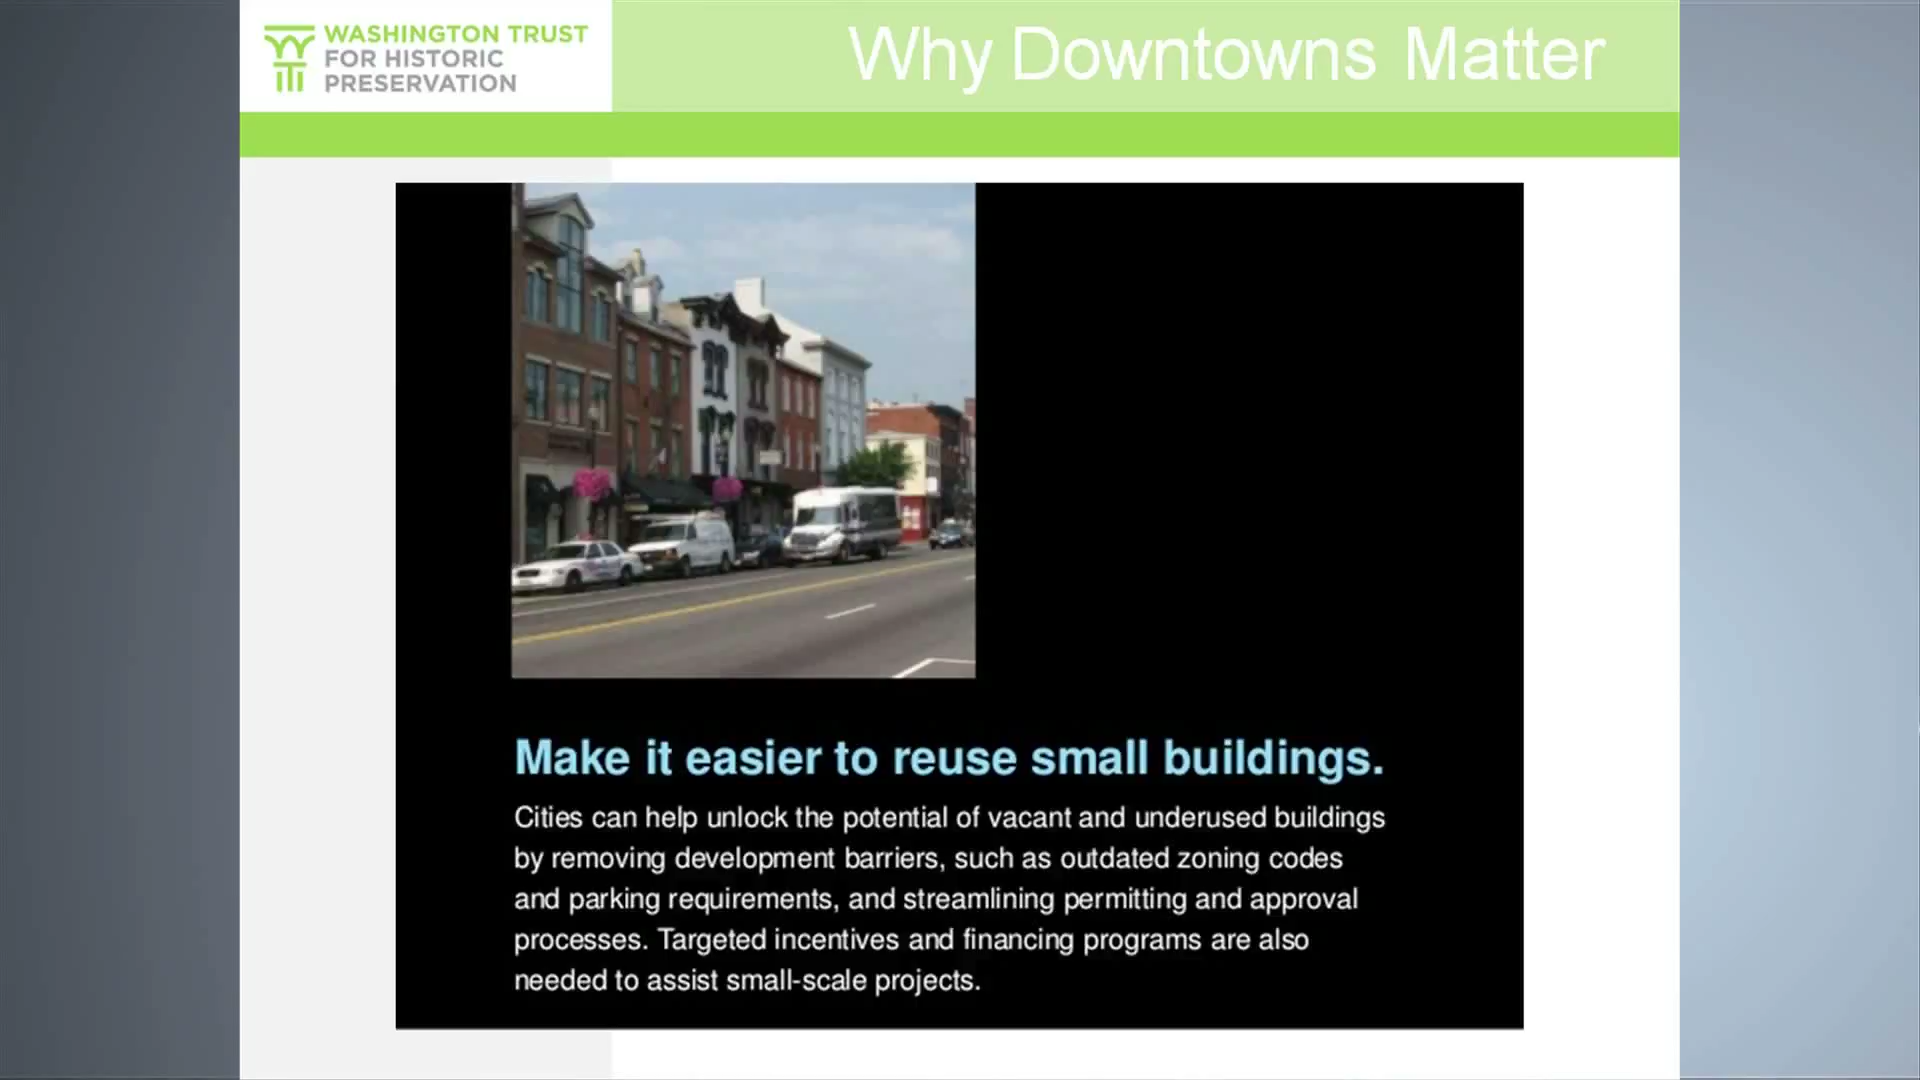 WASHINGTON TRUST
FOR HISTORIC
PRESERVATION
Why Downtowns Matter
Make it easier to reuse small buildings.
Cities can help unlock the potential of vacant and underused buildings
by removing development barriers, such as outdated zoning codes
and parking requirements, and streamlining permitting and approval
processes. Targeted incentives and financing programs are also
needed to assist small-scale projects.